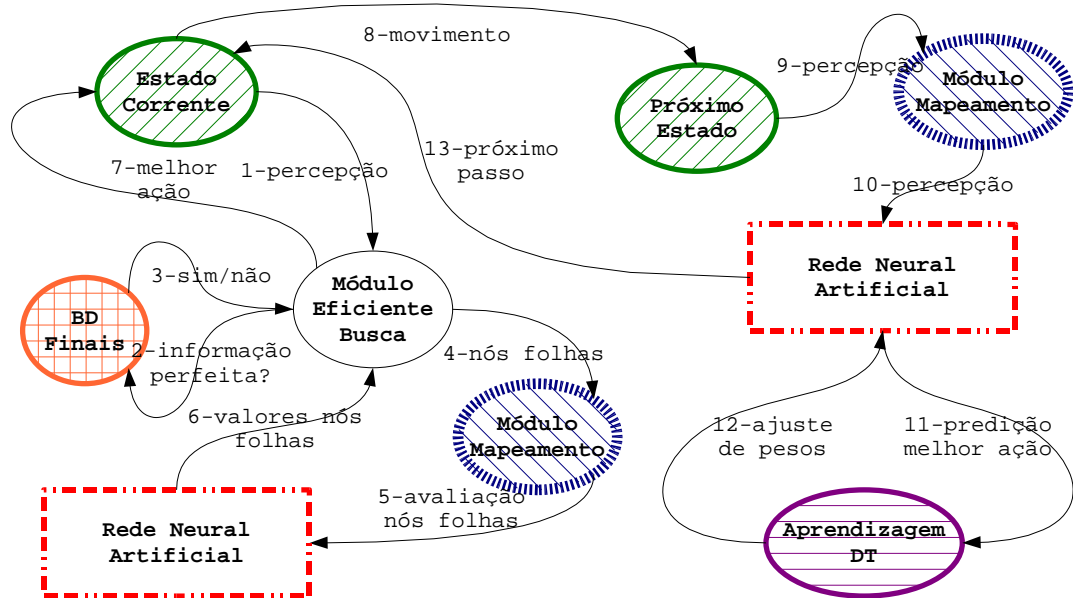 8-movimento
Estado
Corrente
9-percepção
Módulo
Mapeamento
Próximo
Estado
7-melhor
ação
1-percepção
13-próximo
passo
10-percepção
Rede Neural
Artificial
3-sim/não
BD
Finais
2-informação
perfeita?
Módulo
Eficiente
Busca
4-nós folhas
6-valores nós
folhas
Módulo
Mapeamento
12-ajuste
de pesos
11-predição
melhor ação
5-avaliação
nós folhas
Rede Neural
Artificial
Aprendizagem
DT